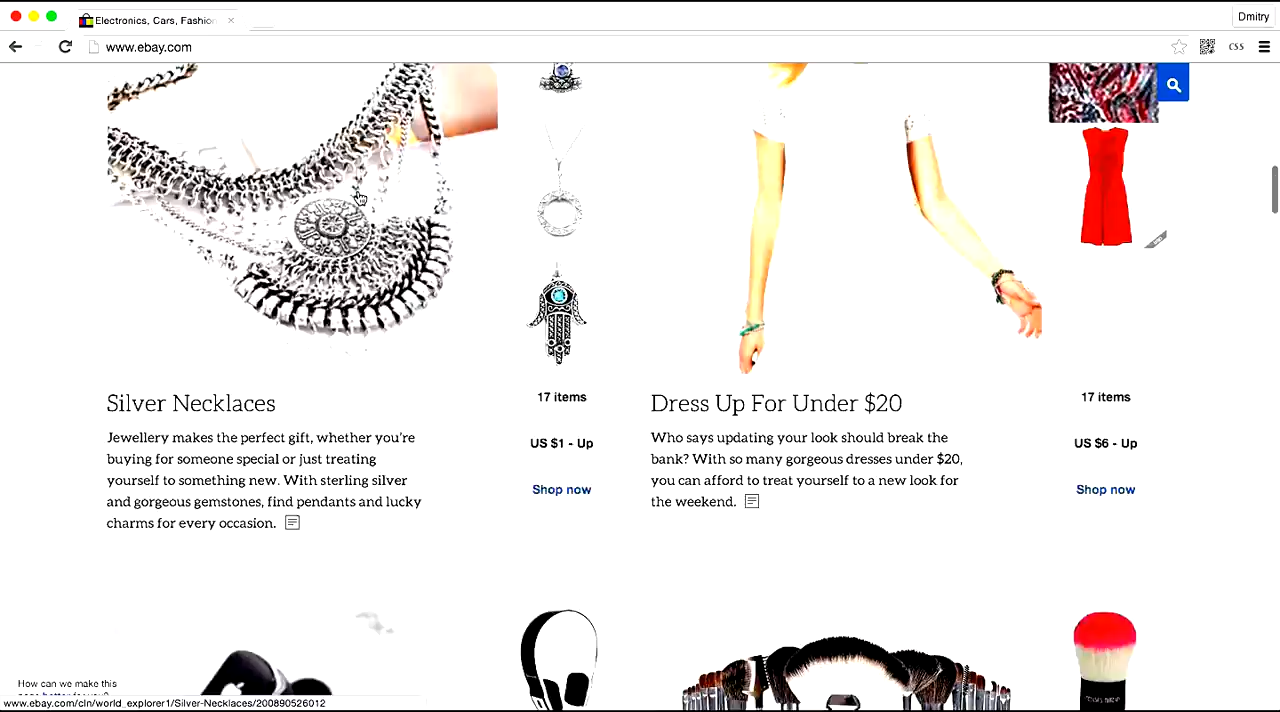 Electronics, Cars, Fashion
Dmitry
www.ebay.com
CSS
Silver Necklaces
17 items
Jewellery makes the perfect gift, whether you're
buying for someone special or just treating
yourself to something new. With sterling silver
and gorgeous gemstones, find pendants and lucky
charms for every occasion.
US $1 - Up
Shop now
Dress Up For Under $20
17 items
Who says updating your look should break the
bank? With so many gorgeous dresses under $20,
you can afford to treat yourself to a new look for
the weekend.
US $6 - Up
Shop now
How can we make this
www.ebay.com/cln/world_explorer1/Silver-Necklaces/200890526012